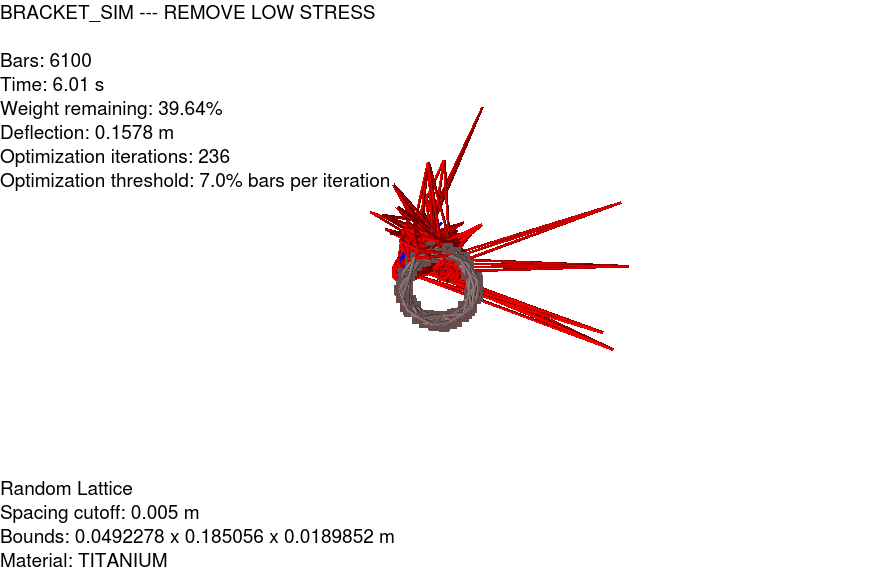 BRACKET_SIM --- REMOVE LOW STRESS
Bars: 6100
Time: 6.01 s
Weight remaining: 39.64%
Deflection: 0.1578 m
Optimization iterations: 236
Optimization threshold: 7.0% bars per iteration
Random Lattice
Spacing cutoff: 0.005 m
Bounds: 0.0492278 x 0.185056 x 0.0189852 m
Material: TITANIUM